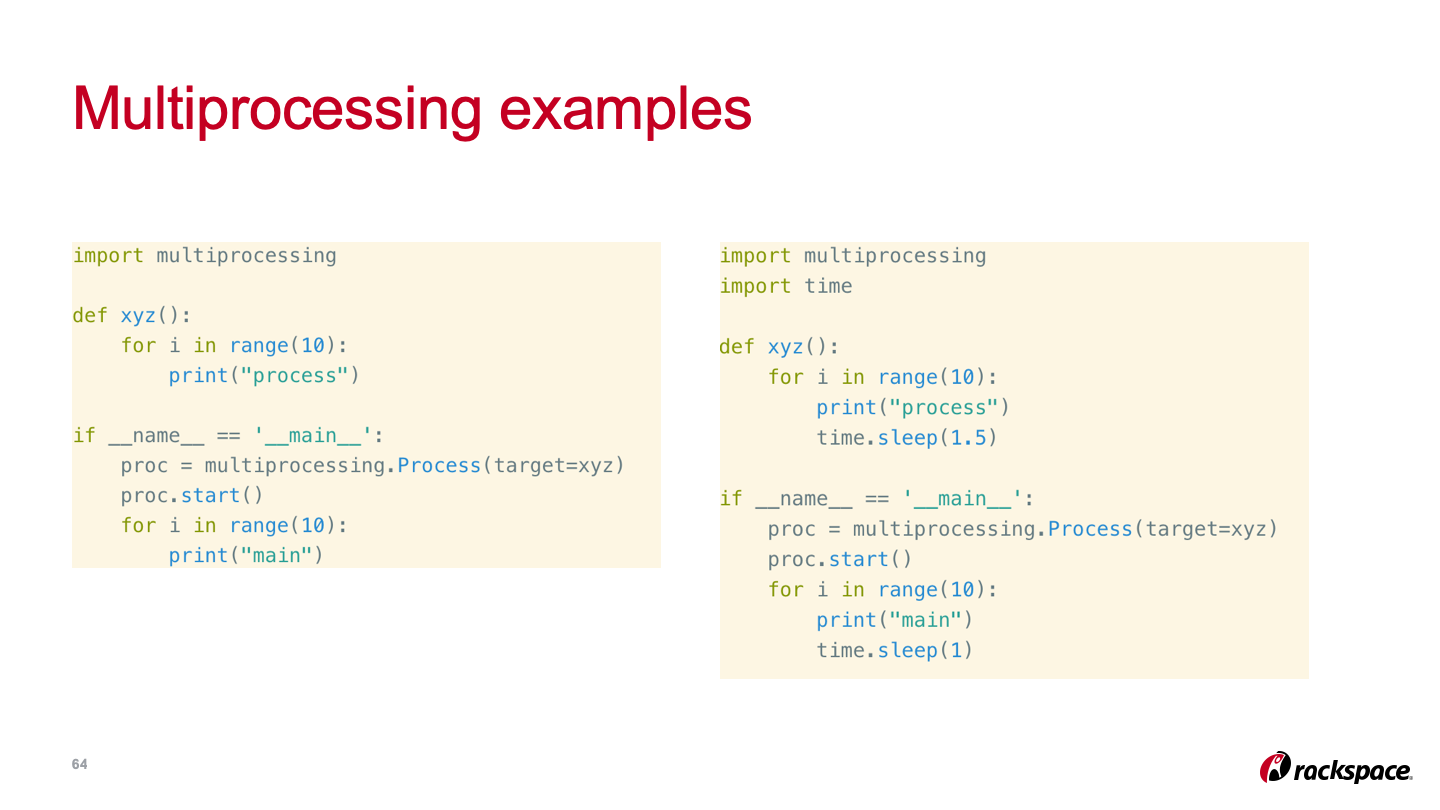 Multiprocessing examples
import multiprocessing
def xyz():
    for i in range(10):
        print("process")
if __name__ == '__main__':
    proc = multiprocessing.Process(target=xyz)
    proc.start()
    for i in range(10):
        print("main")
import multiprocessing
import time
def xyz():
    for i in range(10):
        print("process")
        time.sleep(1.5)
if __name__ == '__main__':
    proc = multiprocessing.Process(target=xyz)
    proc.start()
    for i in range(10):
        print("main")
        time.sleep(1)
64
rackspace.